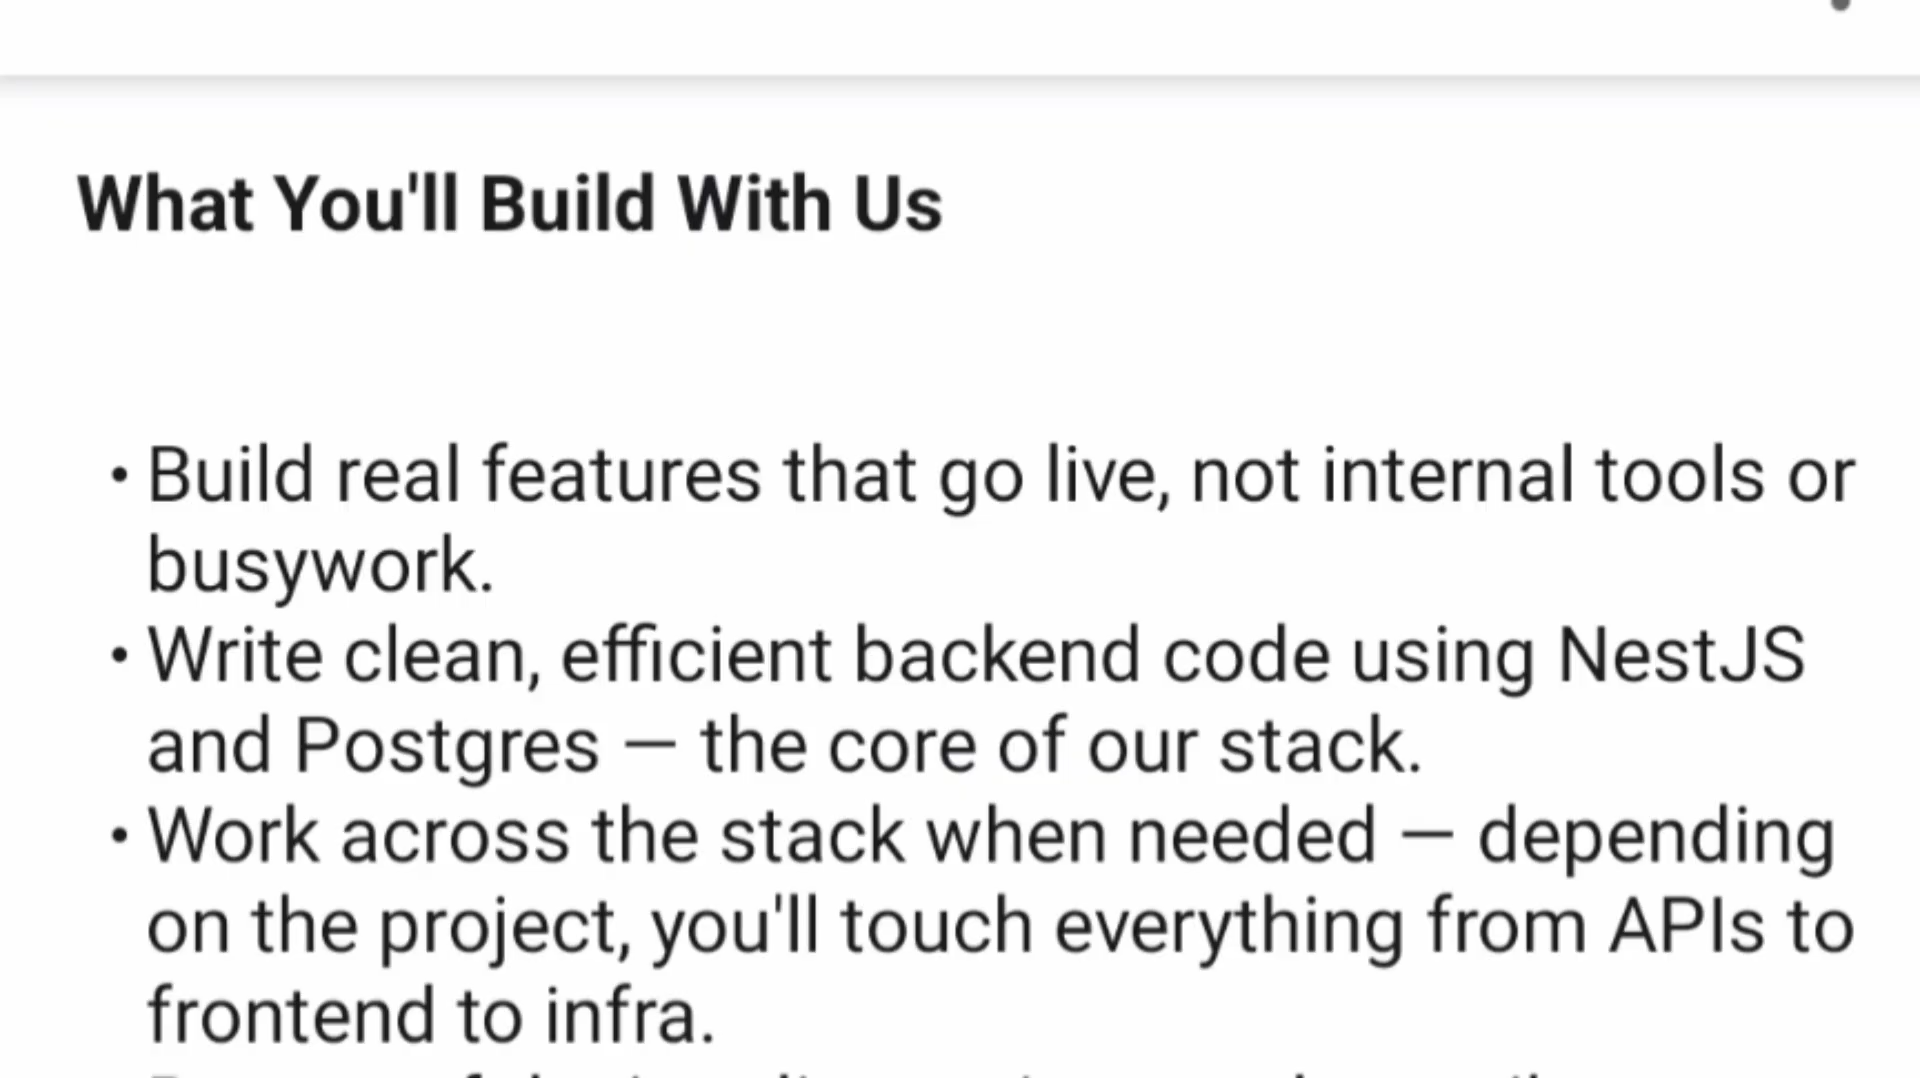 What You'll Build With Us
• Build real features that go live, not internal tools or
busywork.
• Write clean, efficient backend code using NestJS
and Postgres — the core of our stack.
• Work across the stack when needed — depending
on the project, you'll touch everything from APIs to
frontend to infra.